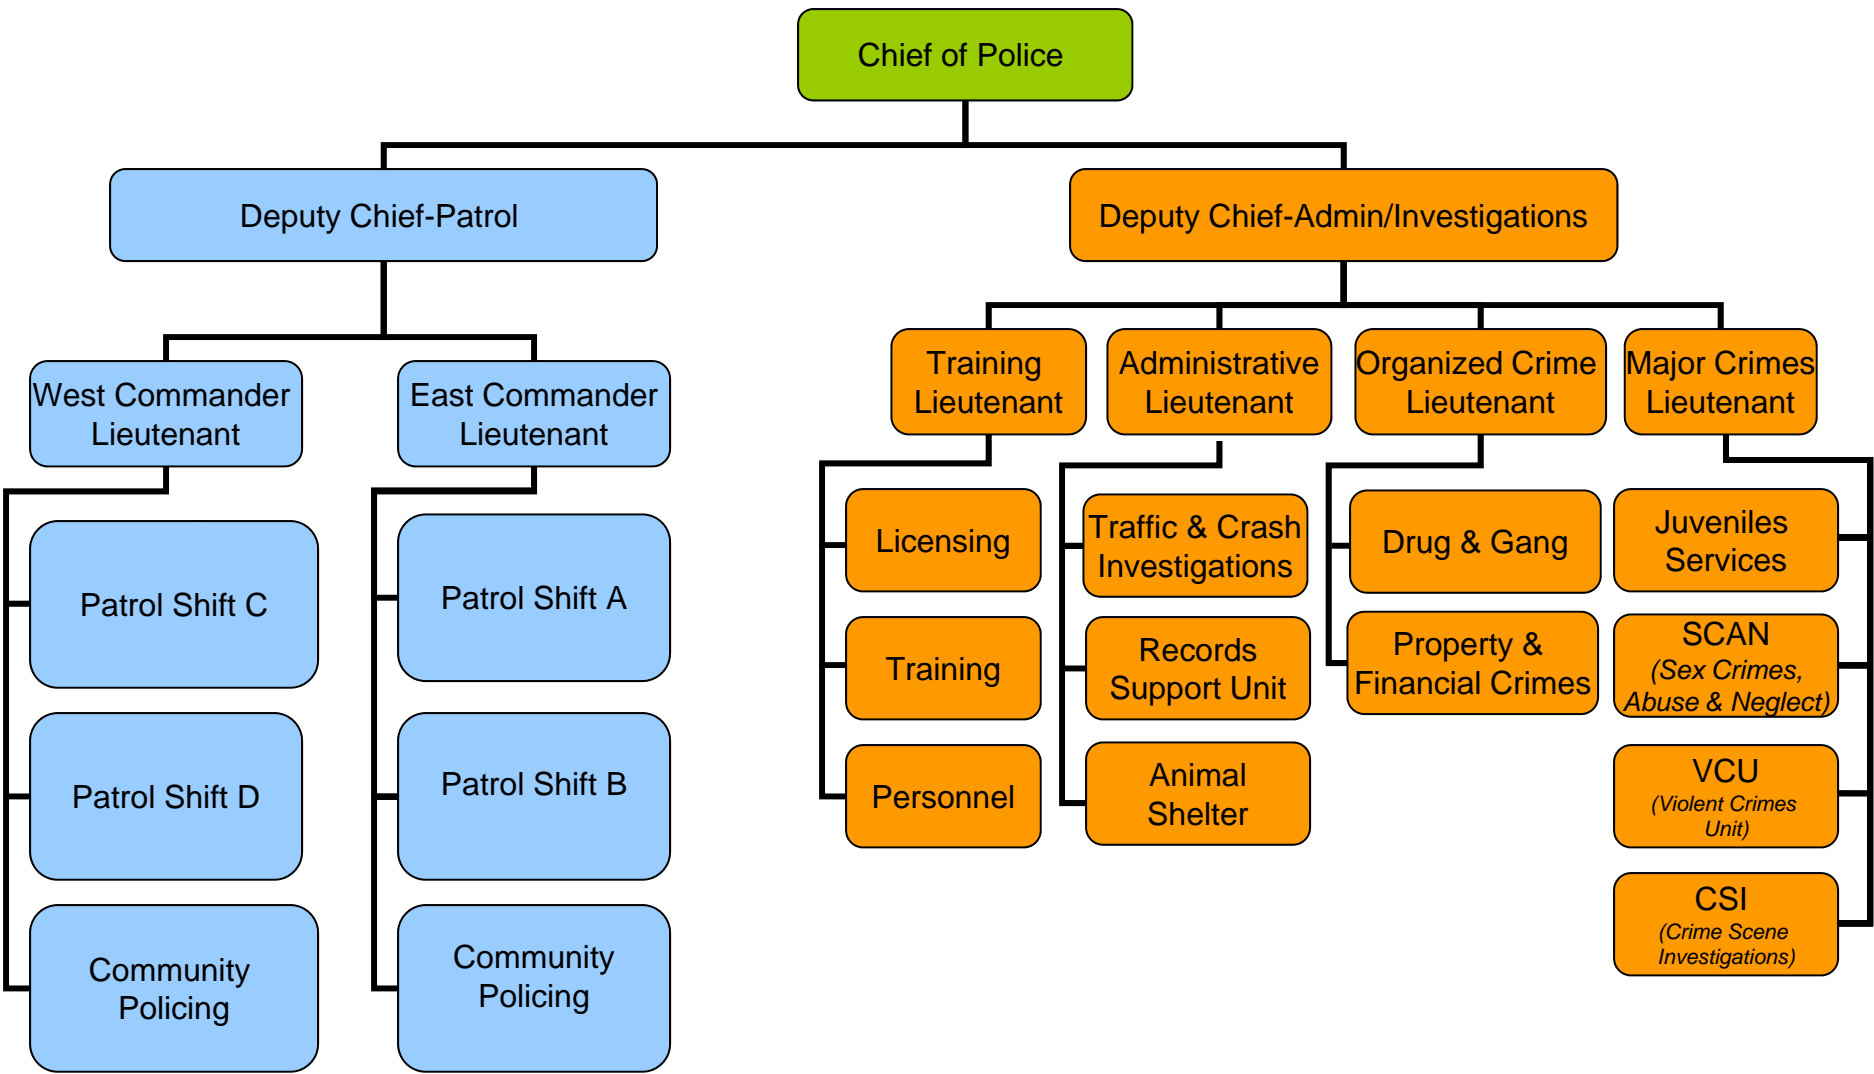 Chief of Police
Deputy Chief-Patrol
Deputy Chief-Admin/Investigations
West Commander
Lieutenant
East Commander
Lieutenant
Training
Lieutenant
Administrative
Lieutenant
Organized Crime
Lieutenant
Major Crimes
Lieutenant
Patrol Shift C
Patrol Shift D
Community
Policing
Patrol Shift A
Patrol Shift B
Community
Policing
Licensing
Training
Personnel
Traffic & Crash
Investigations
Records
Support Unit
Animal
Shelter
Drug & Gang
Property &
Financial Crimes
Juveniles
Services
SCAN
(Sex Crimes,
Abuse & Neglect)
VCU
(Violent Crimes
Unit)
CSI
(Crime Scene
Investigations)